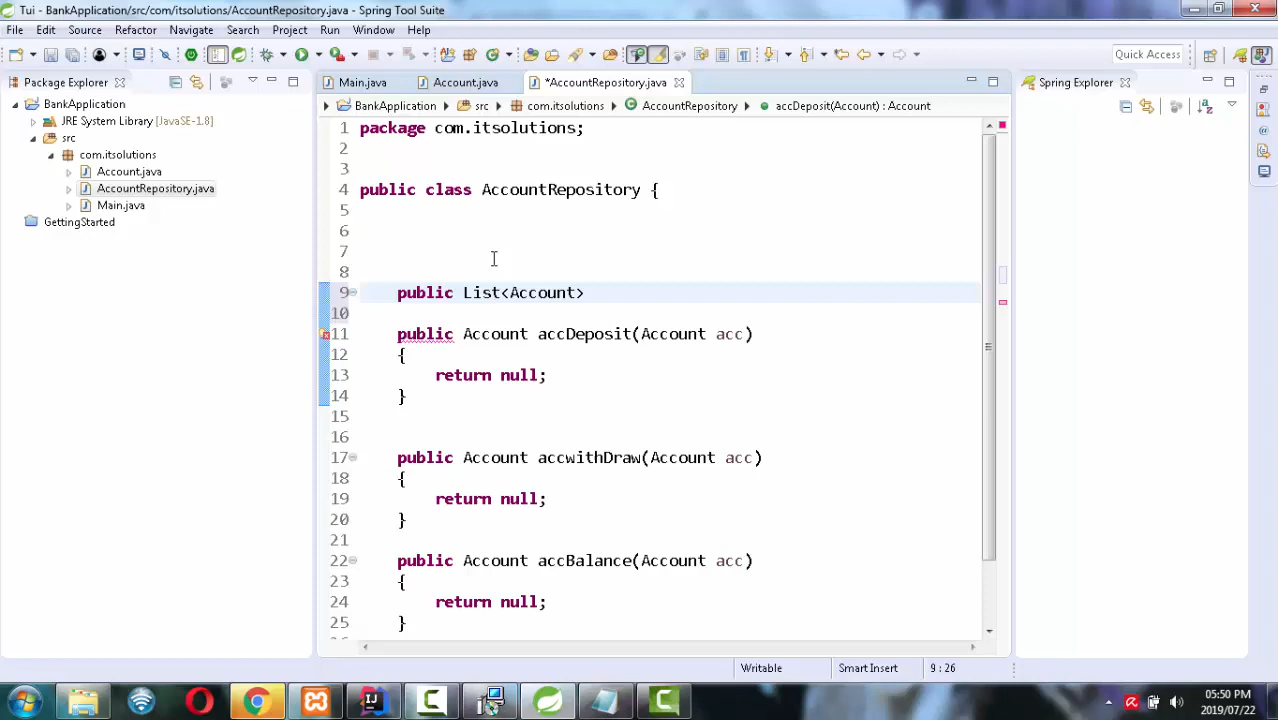 Tui - BankApplication/src/com/itsolutions/AccountRepository.java - Spring Tool Suite
File Edit Source Refactor Navigate Search Project Run Window Help
Quick Access
Package Explorer
BankApplication
JRE System Library [JavaSE-1.8]
src
com.itsolutions
Account.java
AccountRepository.java
Main.java
GettingStarted
Main.java Account.java *AccountRepository.java
BankApplication src com.itsolutions AccountRepository accDeposit(Account) : Account
1 package com.itsolutions;
2
3
4 public class AccountRepository {
5
6
7
8
9 public List<Account>
10
11 public Account accDeposit(Account acc)
12 {
13 return null;
14 }
15
16
17 public Account accwithDraw(Account acc)
18 {
19 return null;
20 }
21
22 public Account accBalance(Account acc)
23 {
24 return null;
25 }
Spring Explorer
Writable Smart Insert 9 : 26
05:50 PM
2019/07/22